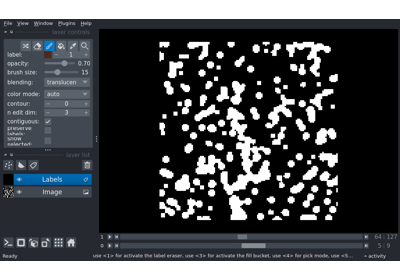 File View Window Plugins Help
layer controls
label: 1
opacity: 0.70
brush size: 15
blending: translucen
color mode: auto
contour: 0
n edit dim: 3
contiguous: ✓
preserve labels:
show selected:
layer list
Labels
Image
1 64 127
0 5 9
Ready use <1> for activate the label eraser, use <3> for activate the fill bucket, use <4> for pick mode, use <5... activity